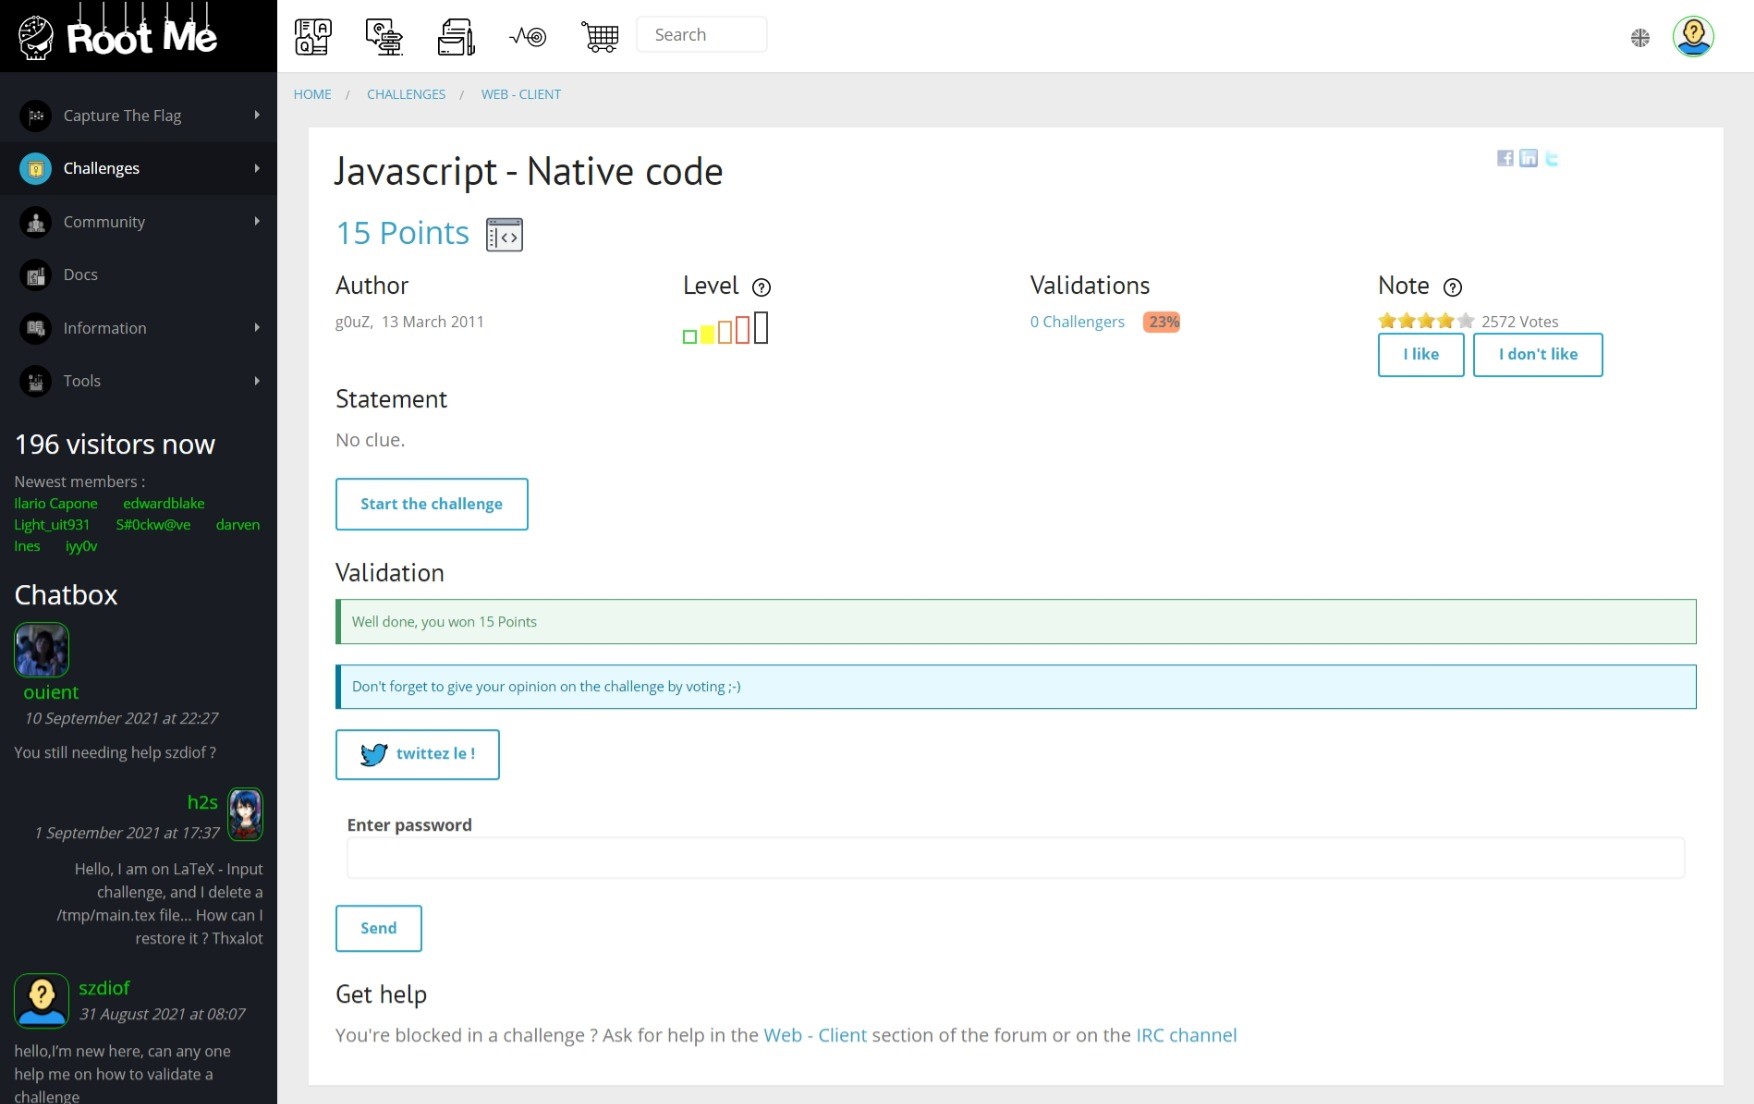 Root Me
Search
Capture The Flag
Challenges
Community
Docs
Information
Tools
196 visitors now
Newest members :
Ilario Capone edwardblake
Light_uit931 S#0ckw@ve darven
Ines iyy0v
Chatbox
ouient
10 September 2021 at 22:27
You still needing help szdiof ?
h2s
1 September 2021 at 17:37
Hello, I am on LaTeX - Input
challenge, and I delete a
/tmp/main.tex file... How can I
restore it ? Thxalot
szdiof
31 August 2021 at 08:07
hello,I'm new here, can any one
help me on how to validate a
challenge
HOME / CHALLENGES / WEB - CLIENT
Javascript - Native code
15 Points
Author
g0uZ, 13 March 2011
Level
Validations
0 Challengers 23%
Note
2572 Votes
I like I don't like
Statement
No clue.
Start the challenge
Validation
Well done, you won 15 Points
Don't forget to give your opinion on the challenge by voting ;-)
twittez le !
Enter password
Send
Get help
You're blocked in a challenge ? Ask for help in the Web - Client section of the forum or on the IRC channel